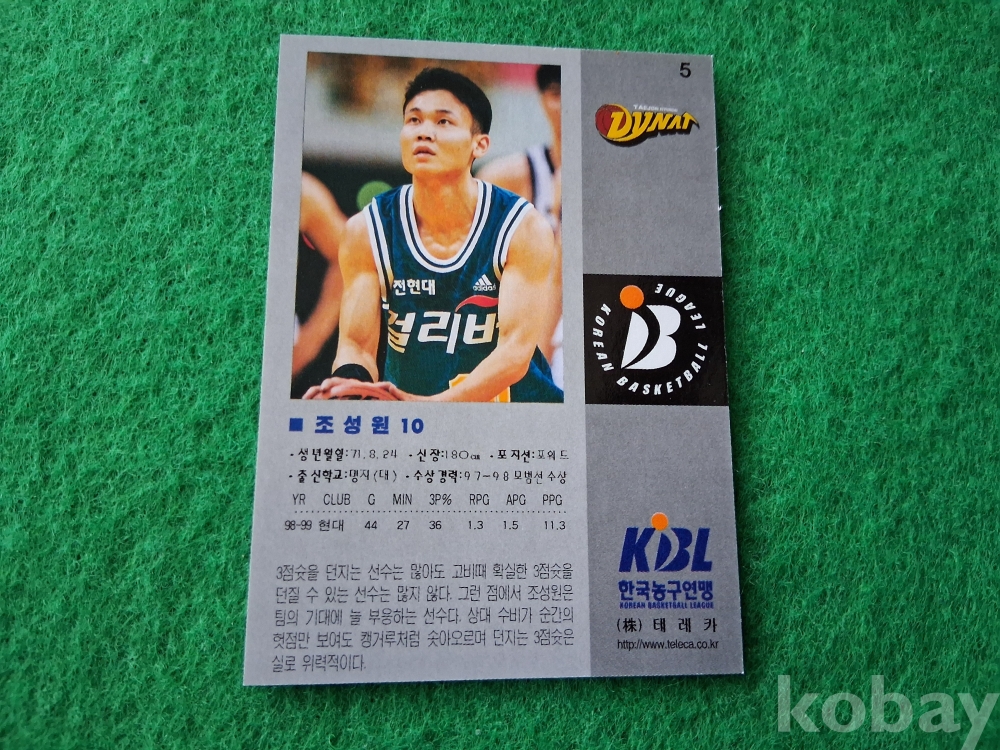 5
DYNAT
전현대
adidas
걸리버
KOREAN BASKETBALL LEAGUE
■ 조성원 10
·생년월열:71.8.24 ·신장:180㎝ ·포지션:포워드
·출신학교:명지(대) ·수상경력:97-98 모범선수상
YR CLUB G MIN 3P% RPG APG PPG
98-99 현대 44 27 36 1.3 1.5 11.3
3점슛을 던지는 선수는 많아도 고비때 확실한 3점슛을
던질 수 있는 선수는 많지 않다. 그런 점에서 조성원은
팀의 기대에 늘 부응하는 선수다. 상대 수비가 순간의
헛점만 보여도 캥거루처럼 솟아오르며 던지는 3점슛은
실로 위력적이다.
KBL
한국농구연맹
KOREAN BASKETBALL LEAGUE
(株) 테레카
http://www.teleca.co.kr
kobay